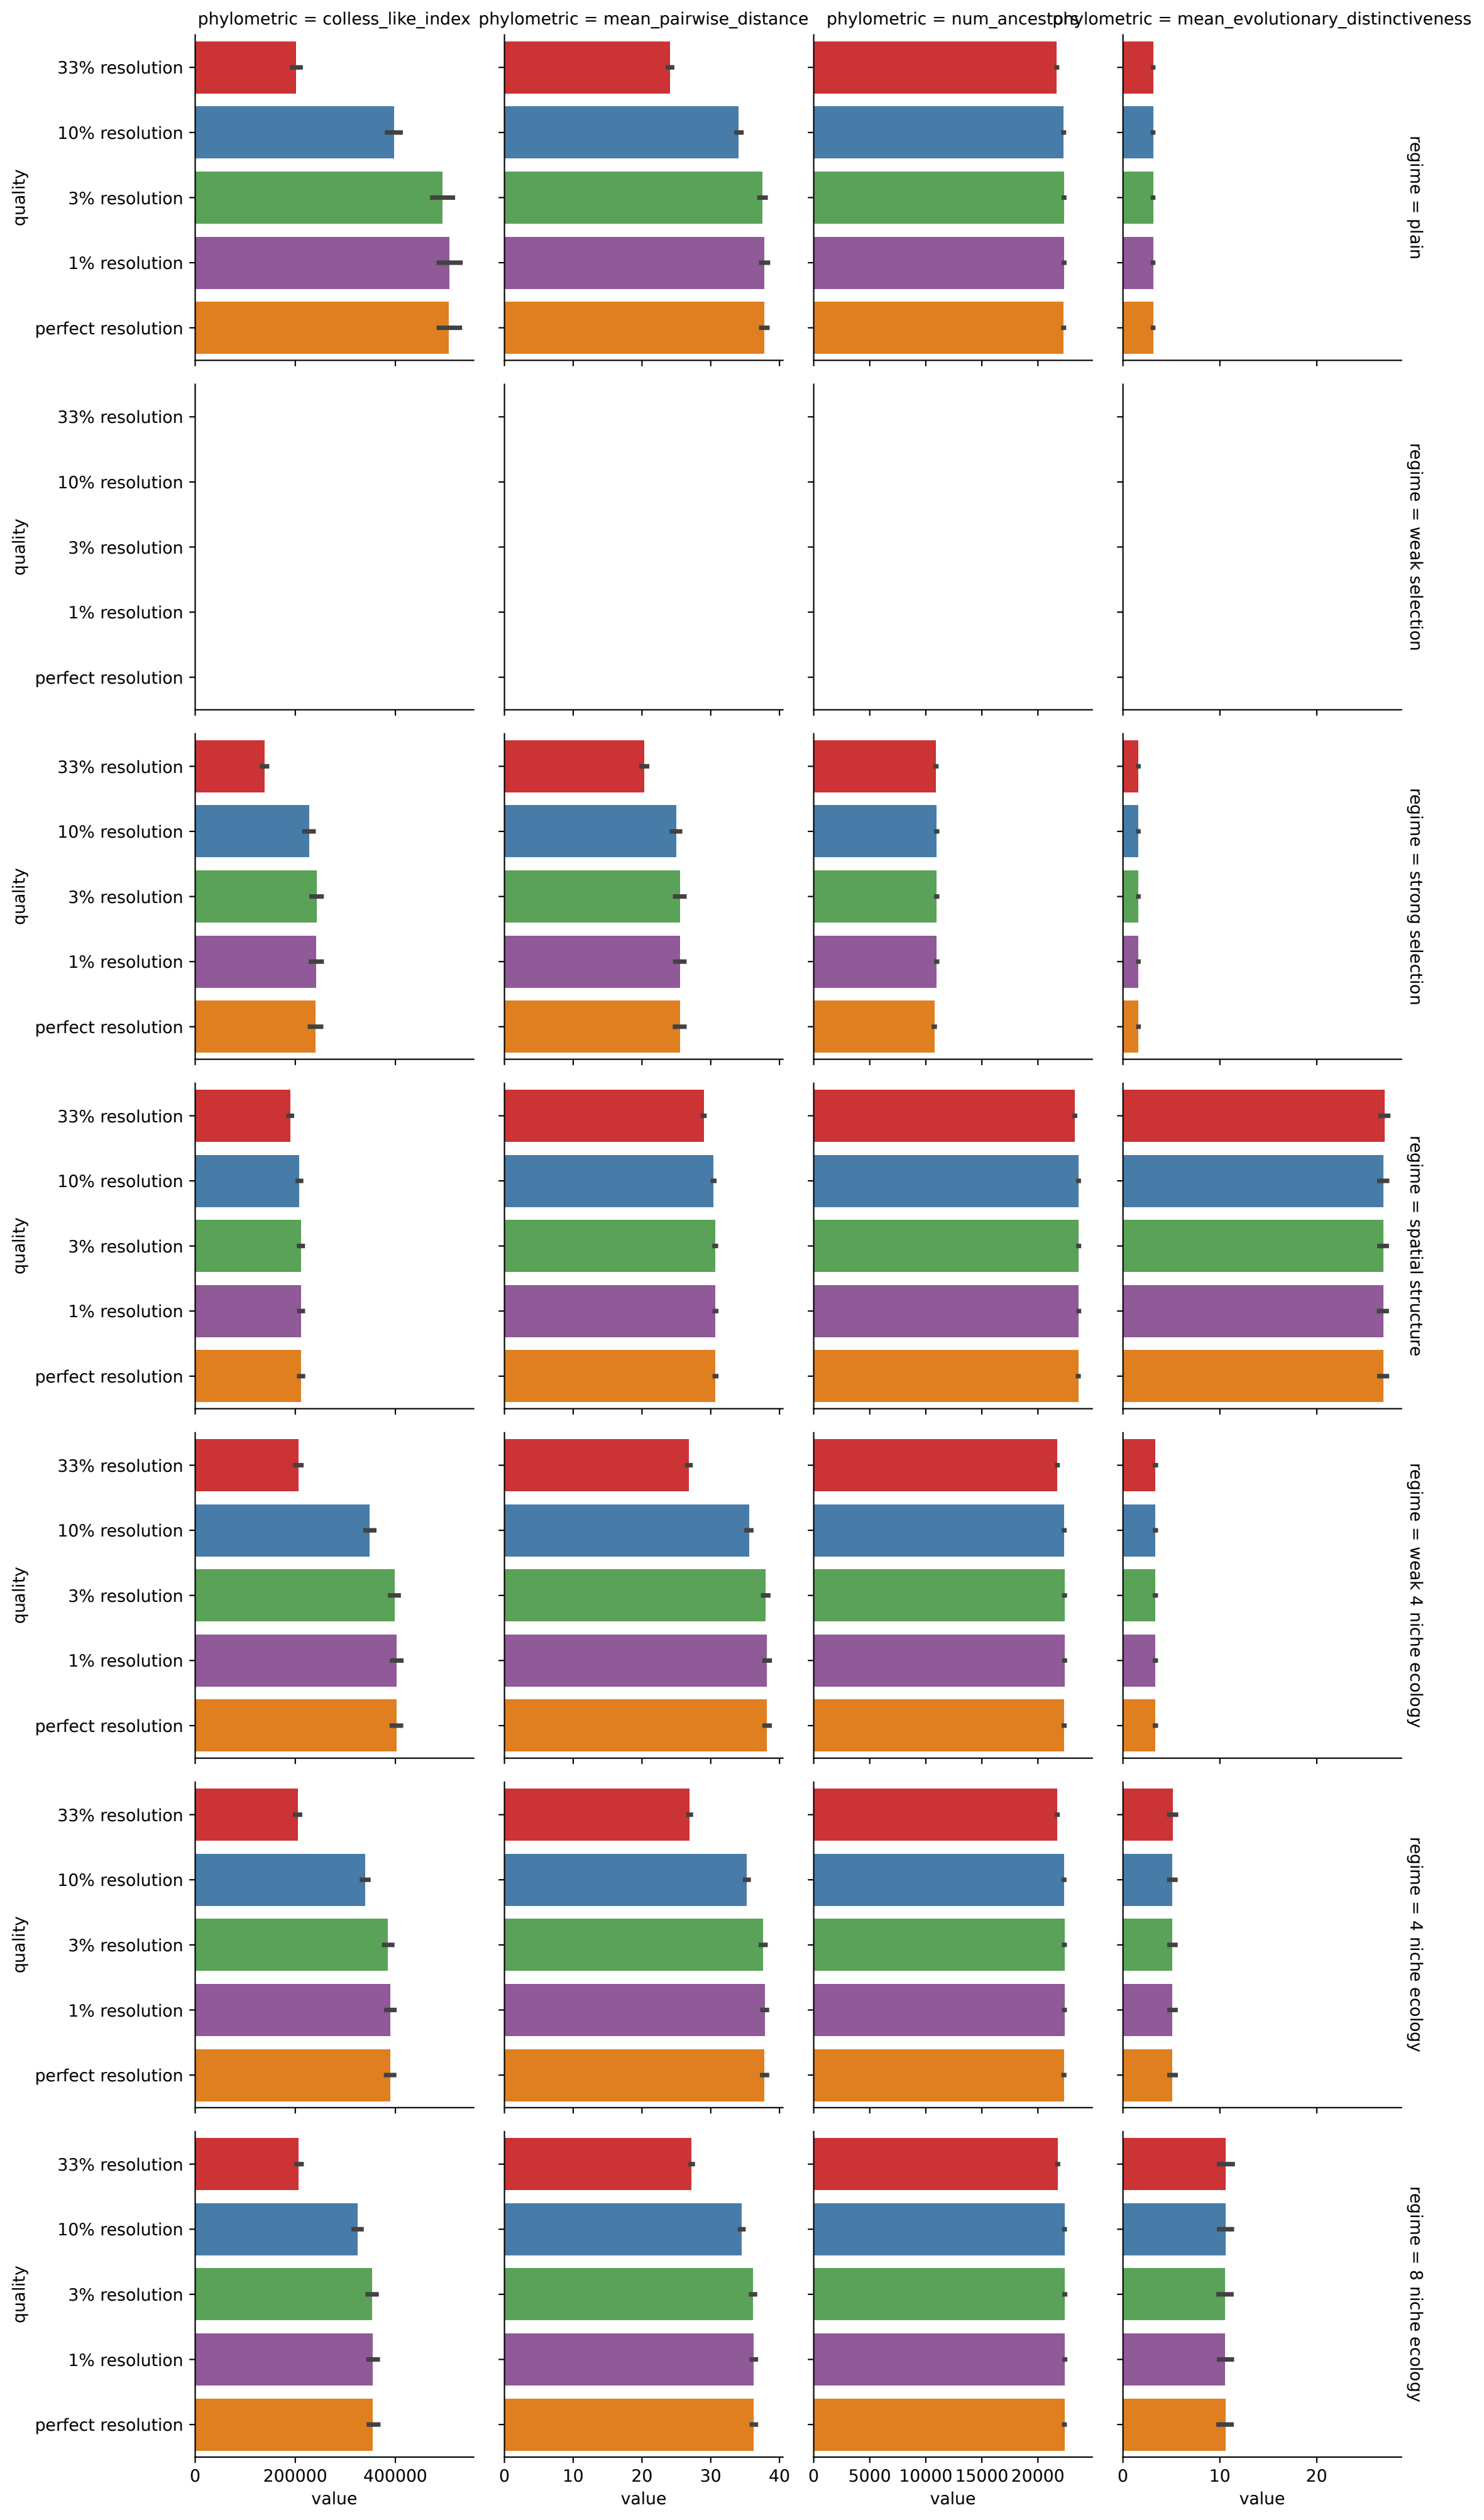 phylometric = colless_like_index
phylometric = mean_pairwise_distance
phylometric = num_ancestors
phylometric = mean_evolutionary_distinctiveness
33% resolution
10% resolution
3% resolution
1% resolution
perfect resolution
quality
regime = plain
33% resolution
10% resolution
3% resolution
1% resolution
perfect resolution
quality
regime = weak selection
33% resolution
10% resolution
3% resolution
1% resolution
perfect resolution
quality
regime = strong selection
33% resolution
10% resolution
3% resolution
1% resolution
perfect resolution
quality
regime = spatial structure
33% resolution
10% resolution
3% resolution
1% resolution
perfect resolution
quality
regime = weak 4 niche ecology
33% resolution
10% resolution
3% resolution
1% resolution
perfect resolution
quality
regime = 4 niche ecology
33% resolution
10% resolution
3% resolution
1% resolution
perfect resolution
quality
regime = 8 niche ecology
0 200000 400000
value
0 10 20 30 40
value
0 5000 10000 15000 20000
value
0 10 20
value